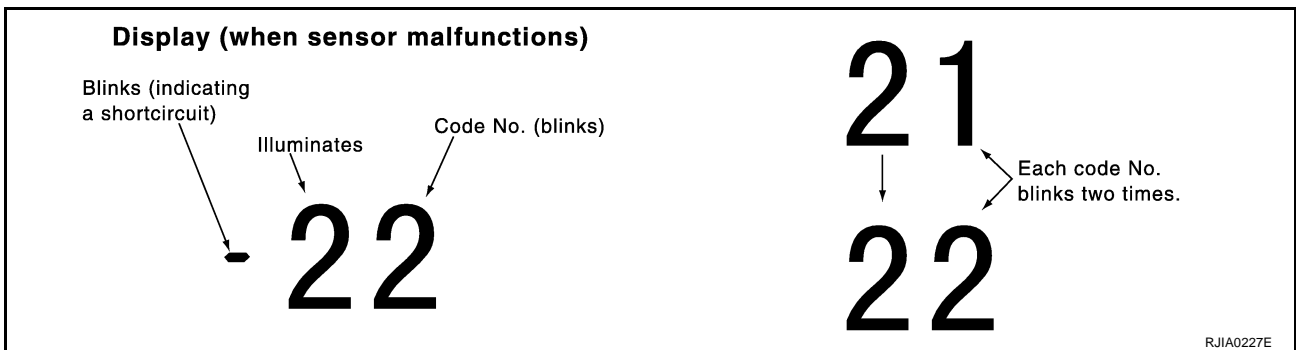 Display (when sensor malfunctions)
Blinks (indicating
a shortcircuit)
Illuminates
Code No. (blinks)
- 22
21
Each code No.
blinks two times.
22
RJIA0227E